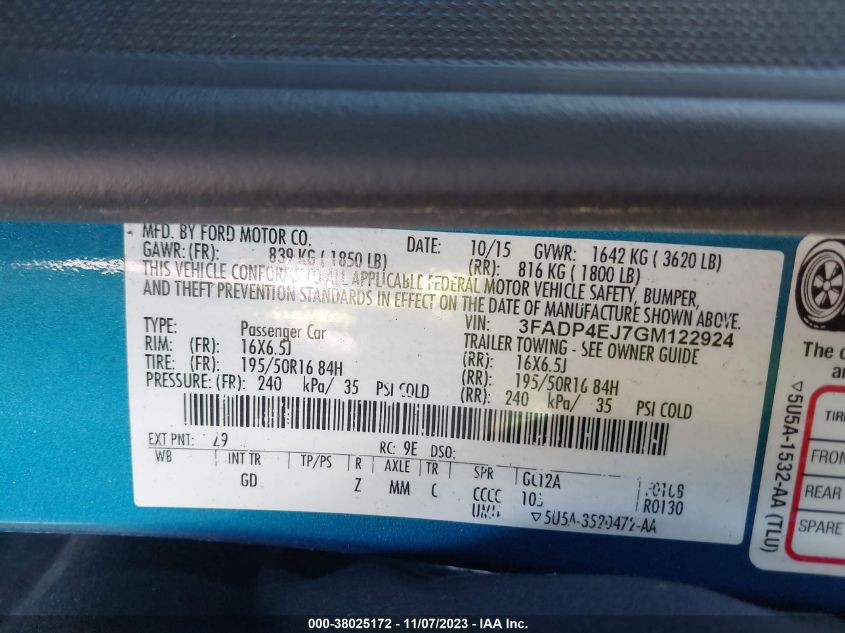 MFD. BY FORD MOTOR CO. DATE: 10/15 GVWR: 1642 KG ( 3620 LB)
GAWR: (FR): 839 KG ( 1850 LB) (RR): 816 KG ( 1800 LB)
THIS VEHICLE CONFORMS TO ALL APPLICABLE FEDERAL MOTOR VEHICLE SAFETY, BUMPER,
AND THEFT PREVENTION STANDARDS IN EFFECT ON THE DATE OF MANUFACTURE SHOWN ABOVE.
VIN: 3FADP4EJ7GM122924
TYPE: Passenger Car TRAILER TOWING - SEE OWNER GUIDE
RIM: (FR): 16X6.5J (RR): 16X6.5J
TIRE: (FR): 195/50R16 84H (RR): 195/50R16 84H
PRESSURE: (FR): 240 kPa/ 35 PSI COLD (RR): 240 kPa/ 35 PSI COLD
EXT PNT: RC: 9E DSO:
WB INT TR TP/PS R AXLE TR SPR
GD Z MM C CCCC
R0130
▽5U5A-3520472-AA
The
TIRE
FRON
REAR
SPARE
▽5U5A-1532-AA (TLU)
000-38025172 - 11/07/2023 - IAA Inc.